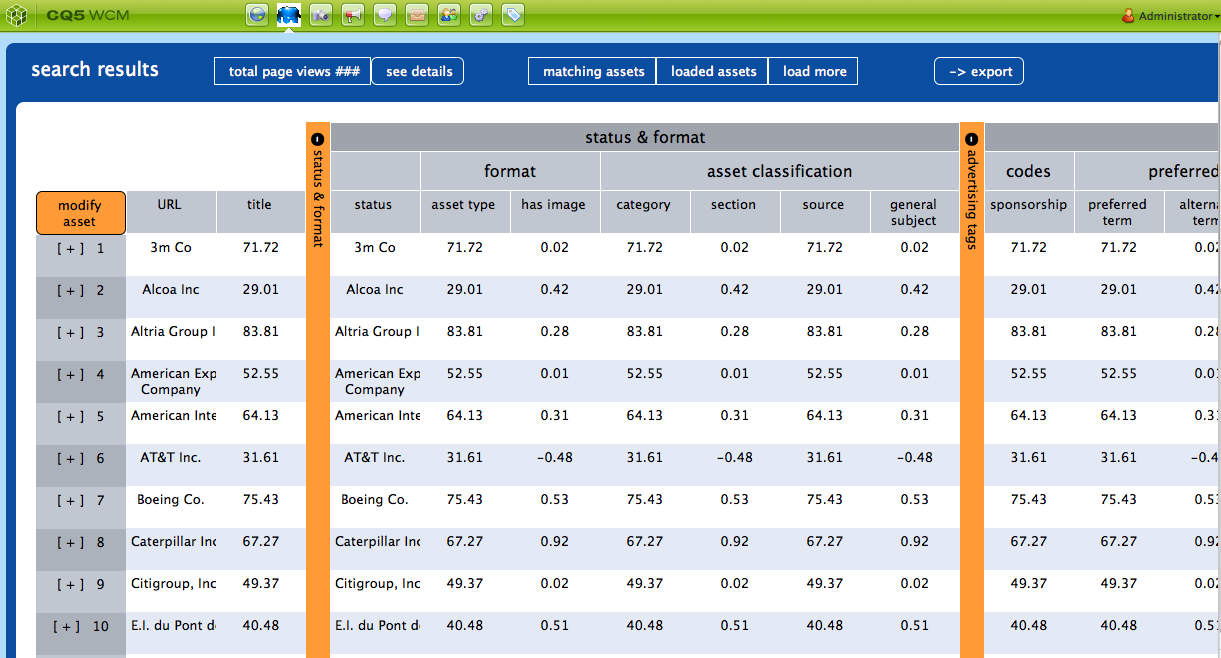 CQ5 WCM
Administrator
search results
total page views ###
see details
matching assets
loaded assets
load more
-> export
status & format
status & format
advertising tags
format
asset classification
codes
preferred
modify
asset
URL
title
status
asset type
has image
category
section
source
general
subject
sponsorship
preferred
term
alterna
term
[ + ] 1 3m Co 71.72 3m Co 71.72 0.02 71.72 0.02 71.72 0.02 71.72 71.72 0.02
[ + ] 2 Alcoa Inc 29.01 Alcoa Inc 29.01 0.42 29.01 0.42 29.01 0.42 29.01 29.01 0.42
[ + ] 3 Altria Group I 83.81 Altria Group I 83.81 0.28 83.81 0.28 83.81 0.28 83.81 83.81 0.28
[ + ] 4 American Exp 52.55 American Exp 52.55 0.01 52.55 0.01 52.55 0.01 52.55 52.55 0.01
Company Company
[ + ] 5 American Inte 64.13 American Inte 64.13 0.31 64.13 0.31 64.13 0.31 64.13 64.13 0.31
[ + ] 6 AT&T Inc. 31.61 AT&T Inc. 31.61 -0.48 31.61 -0.48 31.61 -0.48 31.61 31.61 -0.4
[ + ] 7 Boeing Co. 75.43 Boeing Co. 75.43 0.53 75.43 0.53 75.43 0.53 75.43 75.43 0.53
[ + ] 8 Caterpillar Inc 67.27 Caterpillar Inc 67.27 0.92 67.27 0.92 67.27 0.92 67.27 67.27 0.92
[ + ] 9 Citigroup, Inc 49.37 Citigroup, Inc 49.37 0.02 49.37 0.02 49.37 0.02 49.37 49.37 0.02
[ + ] 10 E.I. du Pont d 40.48 E.I. du Pont d 40.48 0.51 40.48 0.51 40.48 0.51 40.48 40.48 0.51